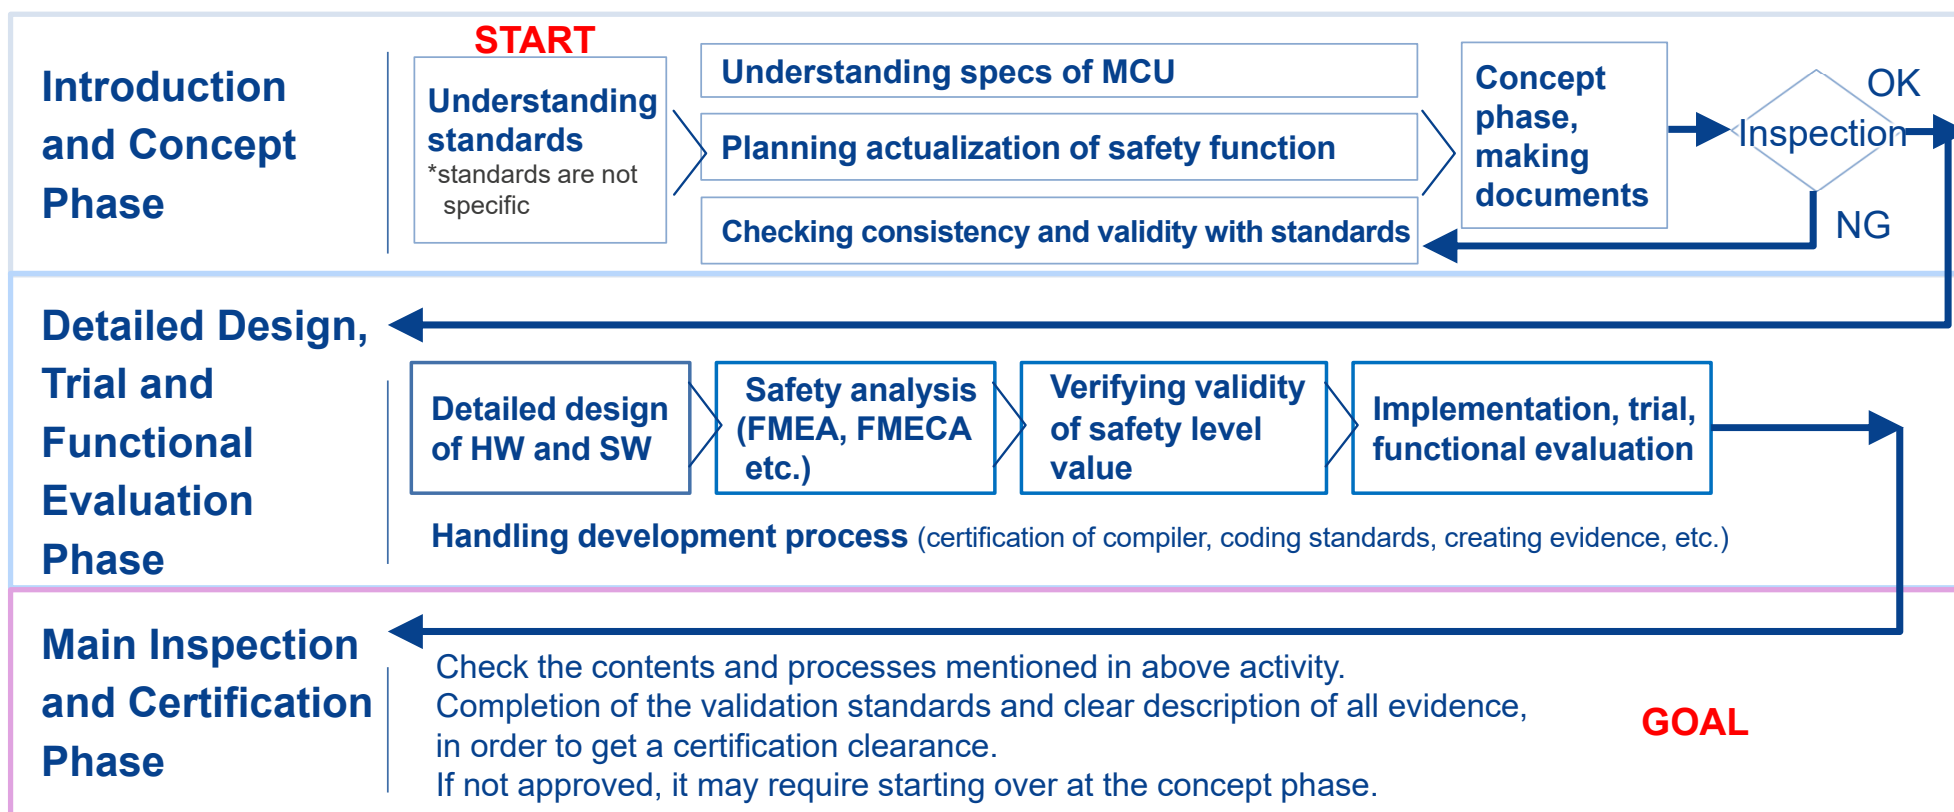 Introduction
and Concept
Phase
START
Understanding
standards
*standards are not
specific
Understanding specs of MCU
Planning actualization of safety function
Checking consistency and validity with standards
Concept
phase,
making
documents
Inspection
OK
NG
Detailed Design,
Trial and
Functional
Evaluation
Phase
Detailed design
of HW and SW
Safety analysis
(FMEA, FMECA
etc.)
Verifying validity
of safety level
value
Implementation, trial,
functional evaluation
Handling development process (certification of compiler, coding standards, creating evidence, etc.)
Main Inspection
and Certification
Phase
Check the contents and processes mentioned in above activity.
Completion of the validation standards and clear description of all evidence,
in order to get a certification clearance.
If not approved, it may require starting over at the concept phase.
GOAL